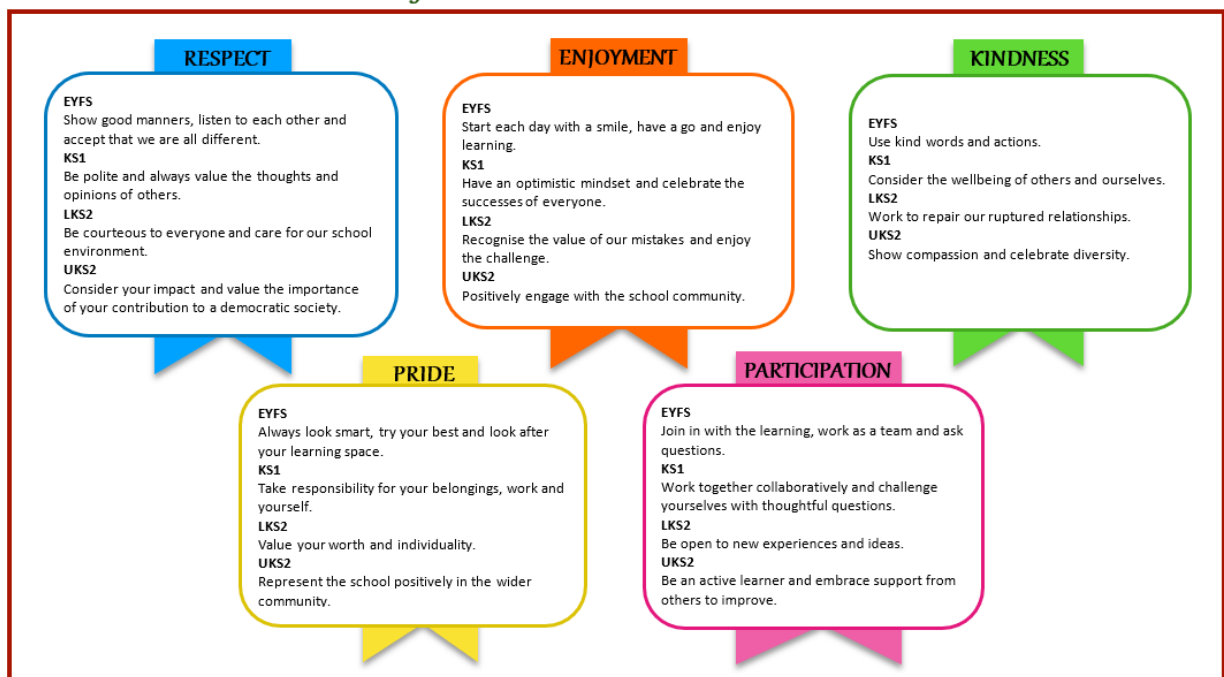 RESPECT
EYFS
Show good manners, listen to each other and
accept that we are all different.
KS1
Be polite and always value the thoughts and
opinions of others.
LKS2
Be courteous to everyone and care for our school
environment.
UKS2
Consider your impact and value the importance
of your contribution to a democratic society.
ENJOYMENT
EYFS
Start each day with a smile, have a go and enjoy
learning.
KS1
Have an optimistic mindset and celebrate the
successes of everyone.
LKS2
Recognise the value of our mistakes and enjoy
the challenge.
UKS2
Positively engage with the school community.
KINDNESS
EYFS
Use kind words and actions.
KS1
Consider the wellbeing of others and ourselves.
LKS2
Work to repair our ruptured relationships.
UKS2
Show compassion and celebrate diversity.
PRIDE
EYFS
Always look smart, try your best and look after
your learning space.
KS1
Take responsibility for your belongings, work and
yourself.
LKS2
Value your worth and individuality.
UKS2
Represent the school positively in the wider
community.
PARTICIPATION
EYFS
Join in with the learning, work as a team and ask
questions.
KS1
Work together collaboratively and challenge
yourselves with thoughtful questions.
LKS2
Be open to new experiences and ideas.
UKS2
Be an active learner and embrace support from
others to improve.